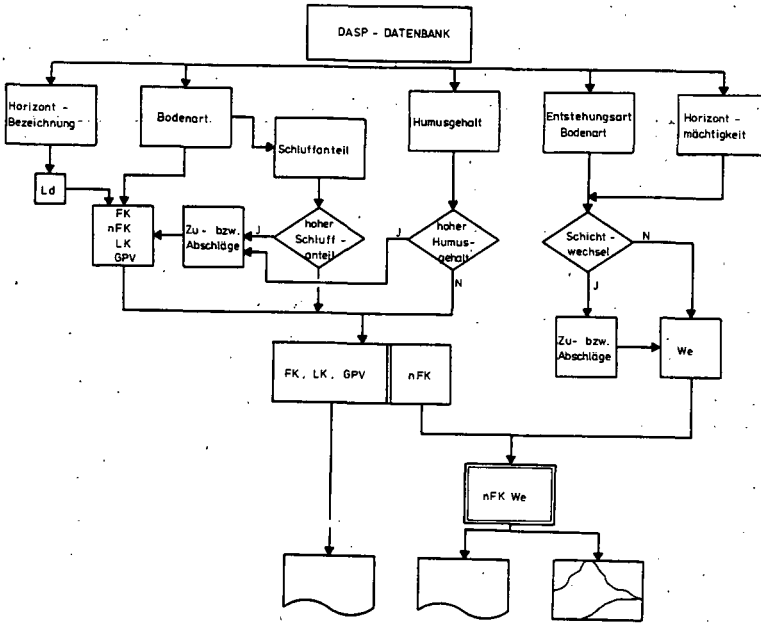 DASP - DATENBANK
Horizont -
Bezeichnung
Bodenart.
Schluffanteil
Humusgehalt
Entstehungsart
Bodenart
Horizont -
mächtigkeit
Ld
FK
nFK
LK
GPV
Zu- bzw.
Abschläge
J
hoher
Schluff -
anteil
J
hoher
Humus-
gehalt
N
Schicht -
wechsel
N
J
Zu- bzw.
Abschläge
We
FK, LK, GPV
nFK
nFK We